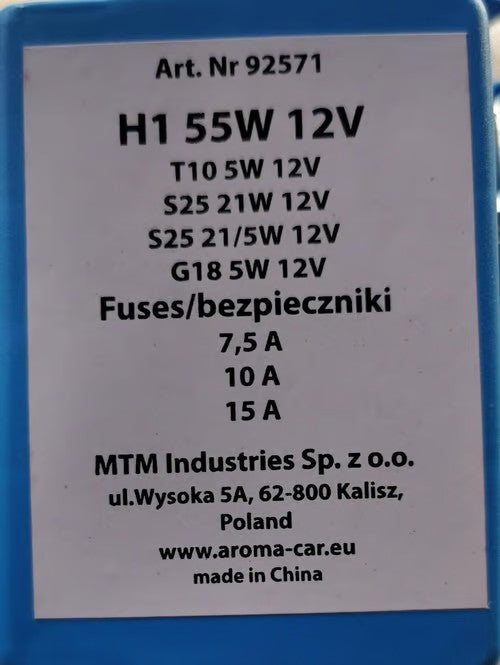 Art. Nr 92571
H1 55W 12V
T10 5W 12V
S25 21W 12V
S25 21/5W 12V
G18 5W 12V
Fuses/bezpieczniki
7,5 A
10 A
15 A
MTM Industries Sp. z o.o.
ul.Wysoka 5A, 62-800 Kalisz,
Poland
www.aroma-car.eu
made in China